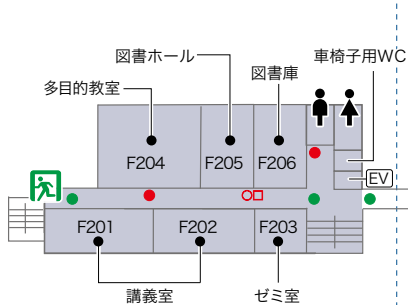 図書ホール
車椅子用WC
図書庫
多目的教室
F204
F205
F206
EV
F201
F202
F203
講義室
ゼミ室